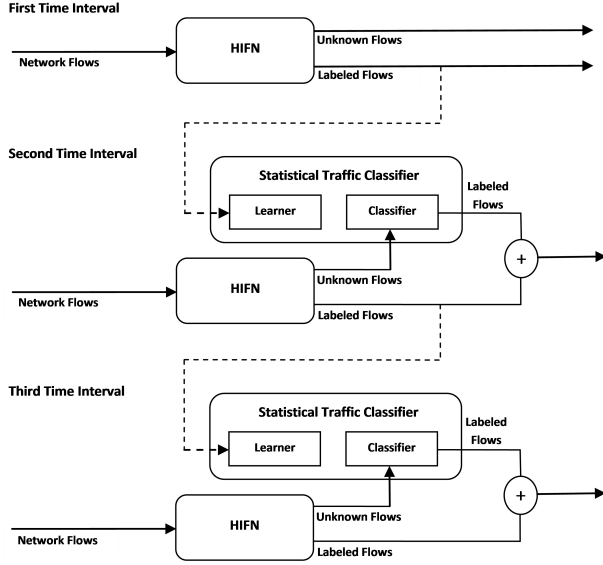 First Time Interval
HIFN
Unknown Flows
Network Flows
Labeled Flows
Second Time Interval
Statistical Traffic Classifier
Labeled
Flows
Learner
Classifier
+
HIFN
Unknown Flows
Network Flows
Labeled Flows
Third Time Interval
Statistical Traffic Classifier
Labeled
Flows
Learner
Classifier
+
HIFN
Unknown Flows
Network Flows
Labeled Flows